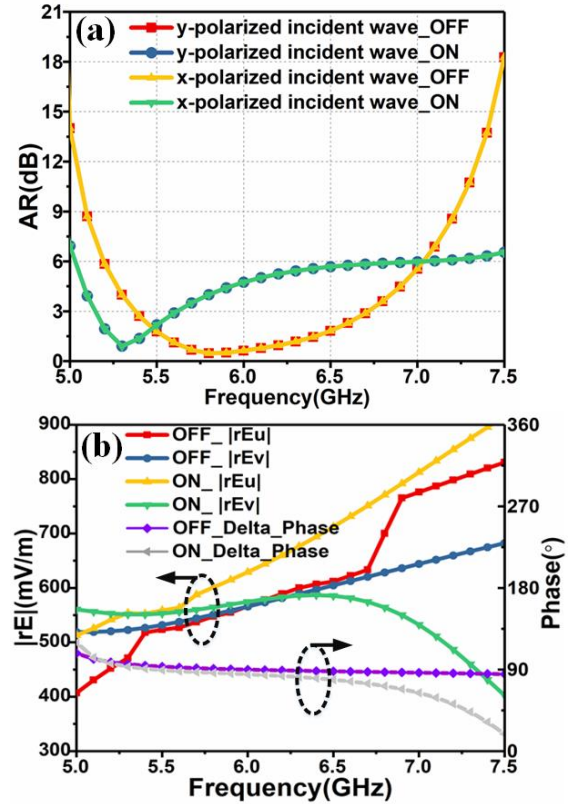 (a)
y-polarized incident wave_OFF
y-polarized incident wave_ON
x-polarized incident wave_OFF
x-polarized incident wave_ON
21
18
15
12
9
6
3
0
AR(dB)
5.0 5.5 6.0 6.5 7.0 7.5
Frequency(GHz)
(b)
OFF_ |rEu|
OFF_ |rEv|
ON_ |rEu|
ON_ |rEv|
OFF_Delta_Phase
ON_Delta_Phase
900
800
700
600
500
400
300
|rE|(mV/m)
360
270
180
90
0
Phase(°)
5.0 5.5 6.0 6.5 7.0 7.5
Frequency(GHz)